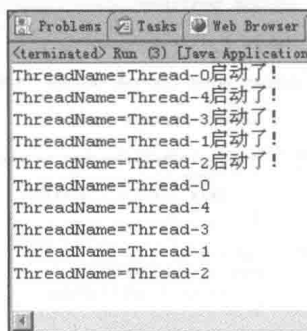 Problems Tasks Web Browser
<terminated> Run (3) [Java Application
ThreadName=Thread-0启动了!
ThreadName=Thread-4启动了!
ThreadName=Thread-3启动了!
ThreadName=Thread-1启动了!
ThreadName=Thread-2启动了!
ThreadName=Thread-0
ThreadName=Thread-4
ThreadName=Thread-3
ThreadName=Thread-1
ThreadName=Thread-2